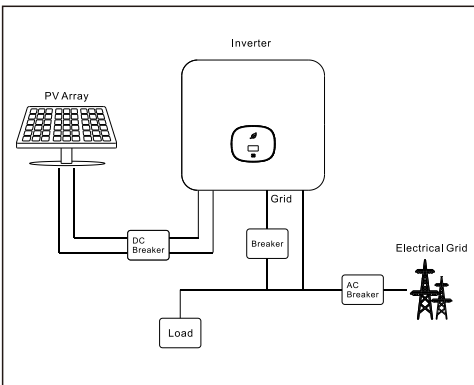 Inverter
PV Array
Grid
DC
Breaker
Breaker
Electrical Grid
AC
Breaker
Load